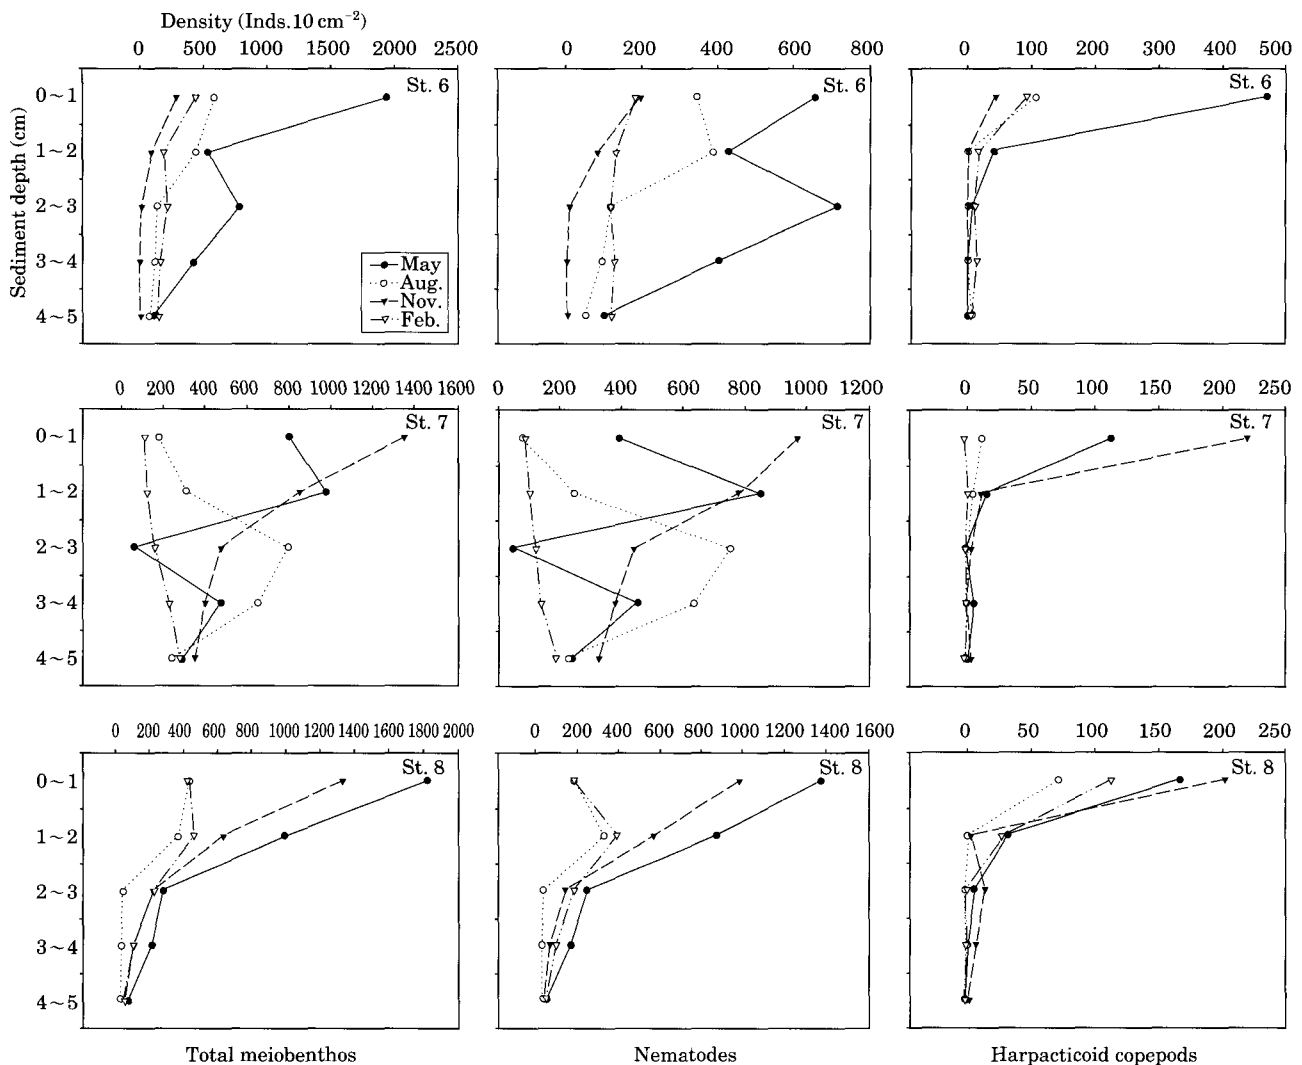 Density (Inds.10 cm⁻²)
0 500 1000 1500 2000 2500
0 200 400 600 800
0 100 200 300 400 500
Sediment depth (cm)
0~1
1~2
2~3
3~4
4~5
St. 6
St. 6
St. 6
May
Aug.
Nov.
Feb.
0 200 400 600 800 1000 1200 1400 1600
0 200 400 600 800 1000 1200
0 50 100 150 200 250
0~1
1~2
2~3
3~4
4~5
St. 7
St. 7
St. 7
0 200 400 600 800 1000 1200 1400 1600 1800 2000
0 200 400 600 800 1000 1200 1400 1600
0 50 100 150 200 250
0~1
1~2
2~3
3~4
4~5
St. 8
St. 8
St. 8
Total meiobenthos
Nematodes
Harpacticoid copepods